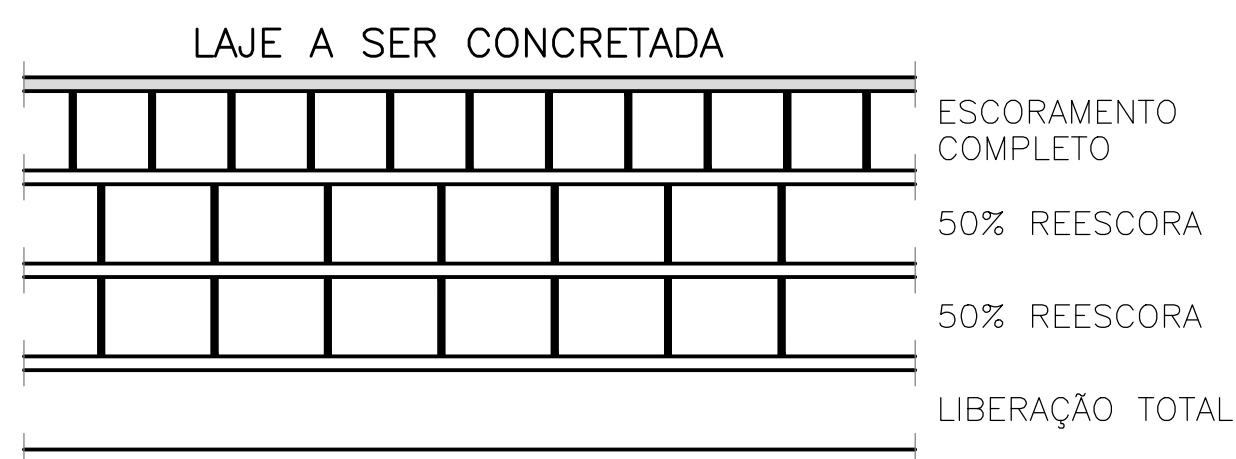 LAJE A SER CONCRETADA
ESCORAMENTO
COMPLETO
50% REESCORA
50% REESCORA
LIBERAÇÃO TOTAL